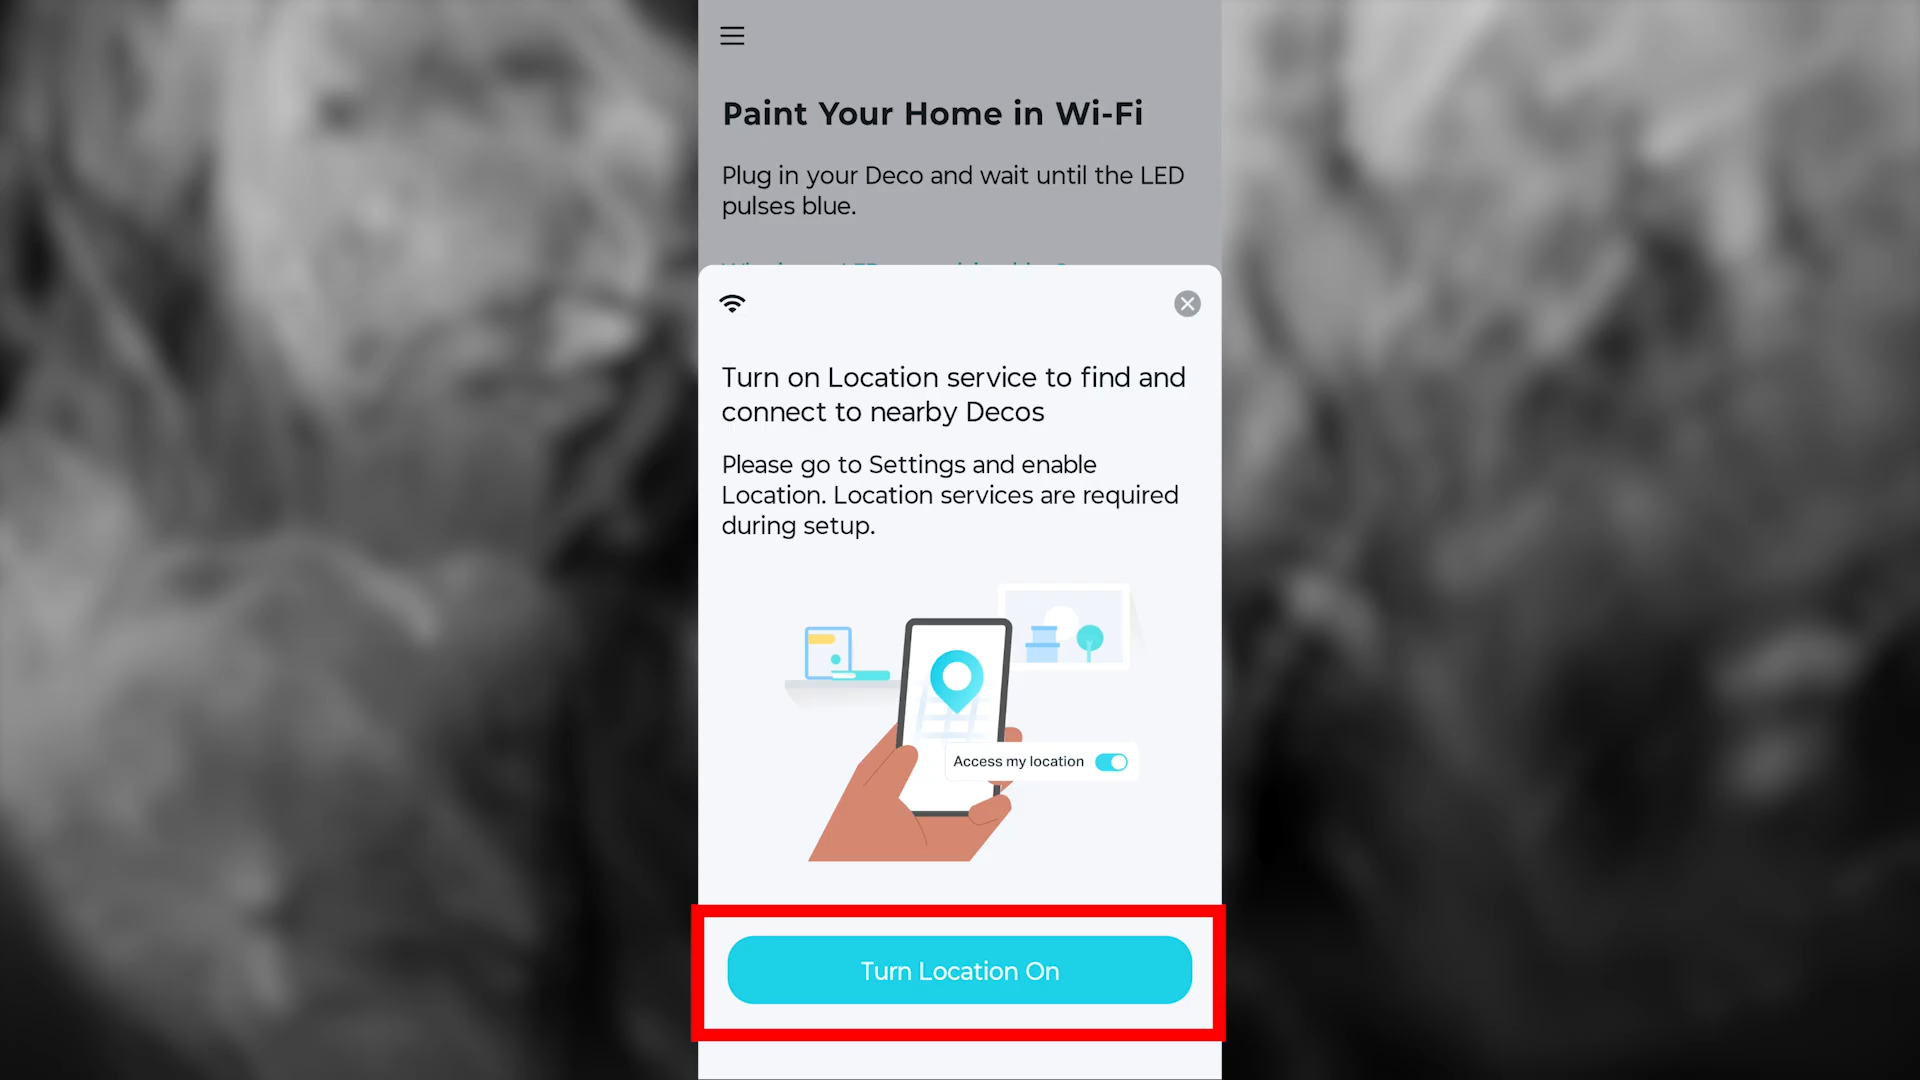 Paint Your Home in Wi-Fi
Plug in your Deco and wait until the LED
pulses blue.
Turn on Location service to find and
connect to nearby Decos
Please go to Settings and enable
Location. Location services are required
during setup.
Access my location
Turn Location On